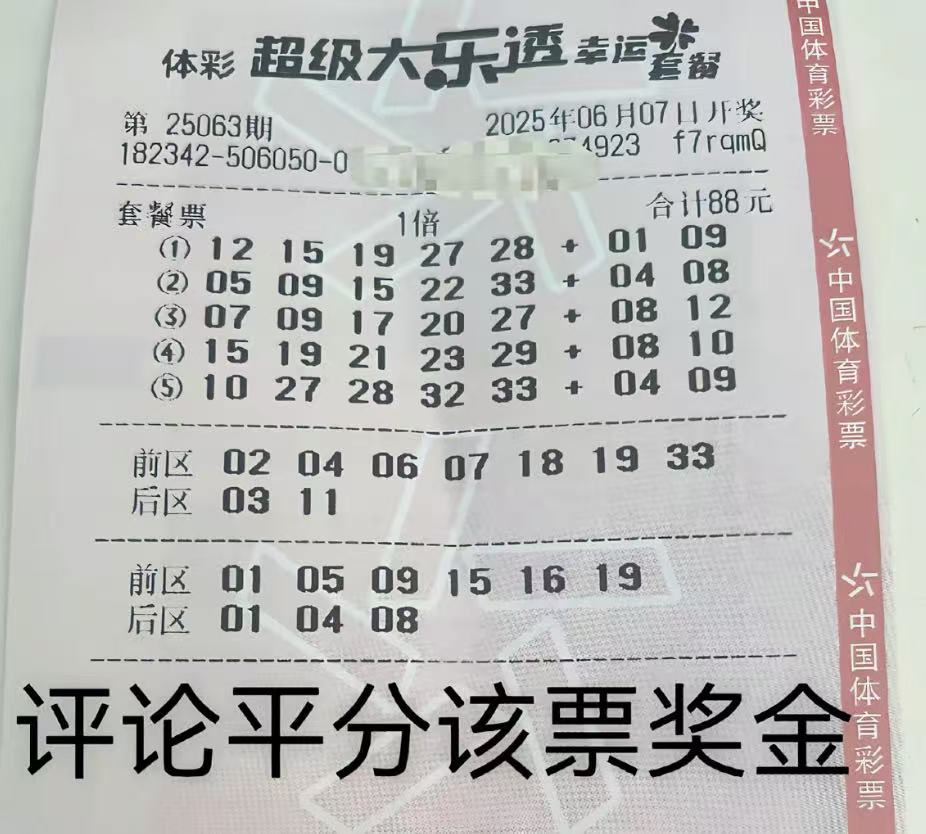 体彩 超级大乐透 幸运套餐
第 25063期 2025年06月07日开奖
182342-506050-0 4923 f7rqmQ
套餐票 1倍 合计88元
① 12 15 19 27 28 + 01 09
② 05 09 15 22 33 + 04 08
③ 07 09 17 20 27 + 08 12
④ 15 19 21 23 29 + 08 10
⑤ 10 27 28 32 33 + 04 09
前区 02 04 06 07 18 19 33
后区 03 11
前区 01 05 09 15 16 19
后区 01 04 08
评论平分该票奖金
中国体育彩票
中国体育彩票
中国体育彩票